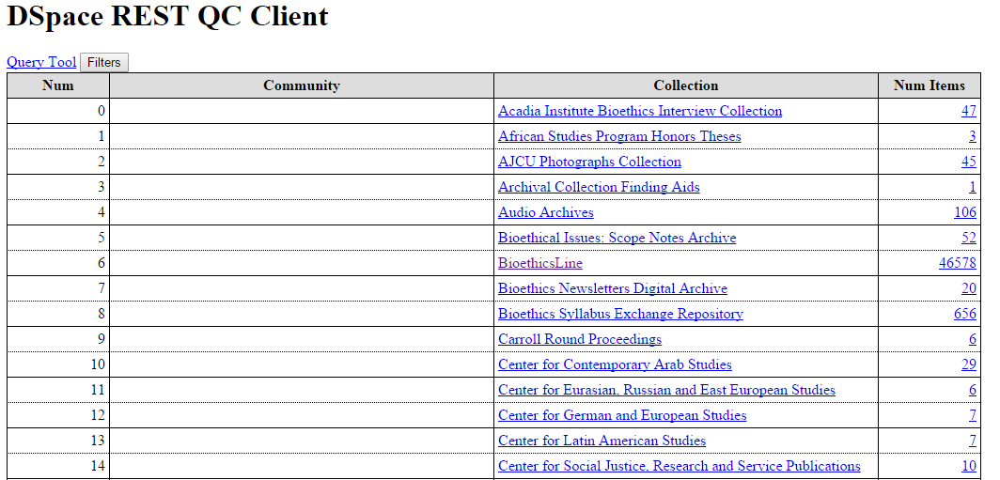 DSpace REST QC Client
Query Tool Filters
Num Community Collection Num Items
0 Acadia Institute Bioethics Interview Collection 47
1 African Studies Program Honors Theses 3
2 AJCU Photographs Collection 45
3 Archival Collection Finding Aids 1
4 Audio Archives 106
5 Bioethical Issues: Scope Notes Archive 52
6 BioethicsLine 46578
7 Bioethics Newsletters Digital Archive 20
8 Bioethics Syllabus Exchange Repository 656
9 Carroll Round Proceedings 6
10 Center for Contemporary Arab Studies 29
11 Center for Eurasian, Russian and East European Studies 6
12 Center for German and European Studies 7
13 Center for Latin American Studies 7
14 Center for Social Justice, Research and Service Publications 10